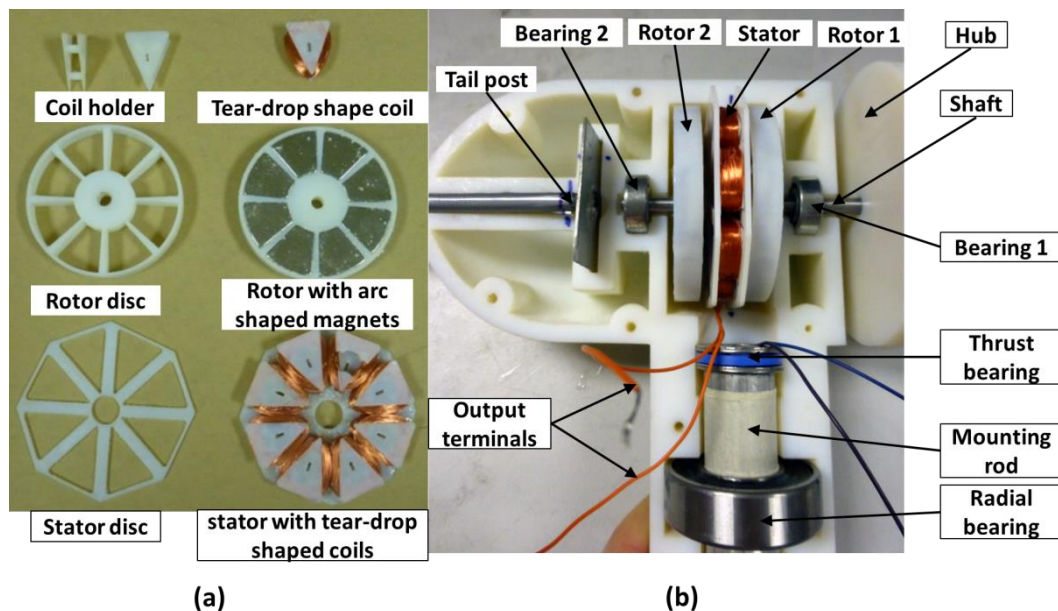 Coil holder
Tear-drop shape coil
Rotor disc
Rotor with arc
shaped magnets
Stator disc
stator with tear-drop
shaped coils
(a)
Bearing 2
Rotor 2
Stator
Rotor 1
Hub
Tail post
Shaft
Bearing 1
Thrust
bearing
Output
terminals
Mounting
rod
Radial
bearing
(b)